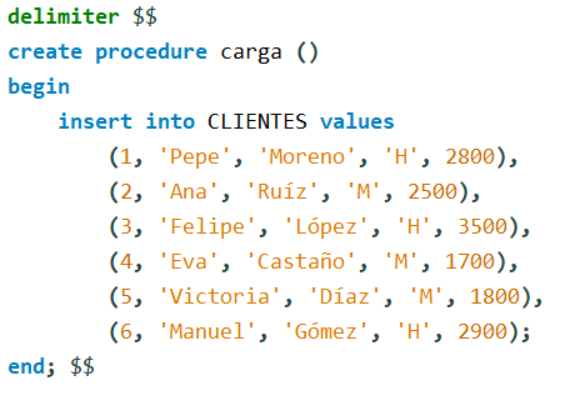 delimiter $$
create procedure carga ()
begin
    insert into CLIENTES values
        (1, 'Pepe', 'Moreno', 'H', 2800),
        (2, 'Ana', 'Ruíz', 'M', 2500),
        (3, 'Felipe', 'López', 'H', 3500),
        (4, 'Eva', 'Castaño', 'M', 1700),
        (5, 'Victoria', 'Díaz', 'M', 1800),
        (6, 'Manuel', 'Gómez', 'H', 2900);
end; $$